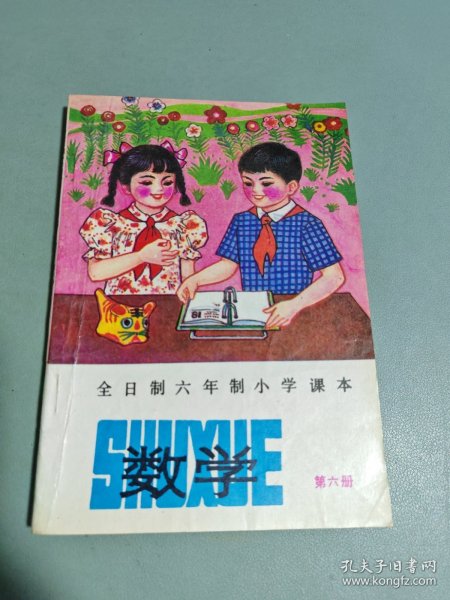 全日制六年制小学课本
SHUXUE
数学
第六册
孔夫子旧书网
www.kongfz.com